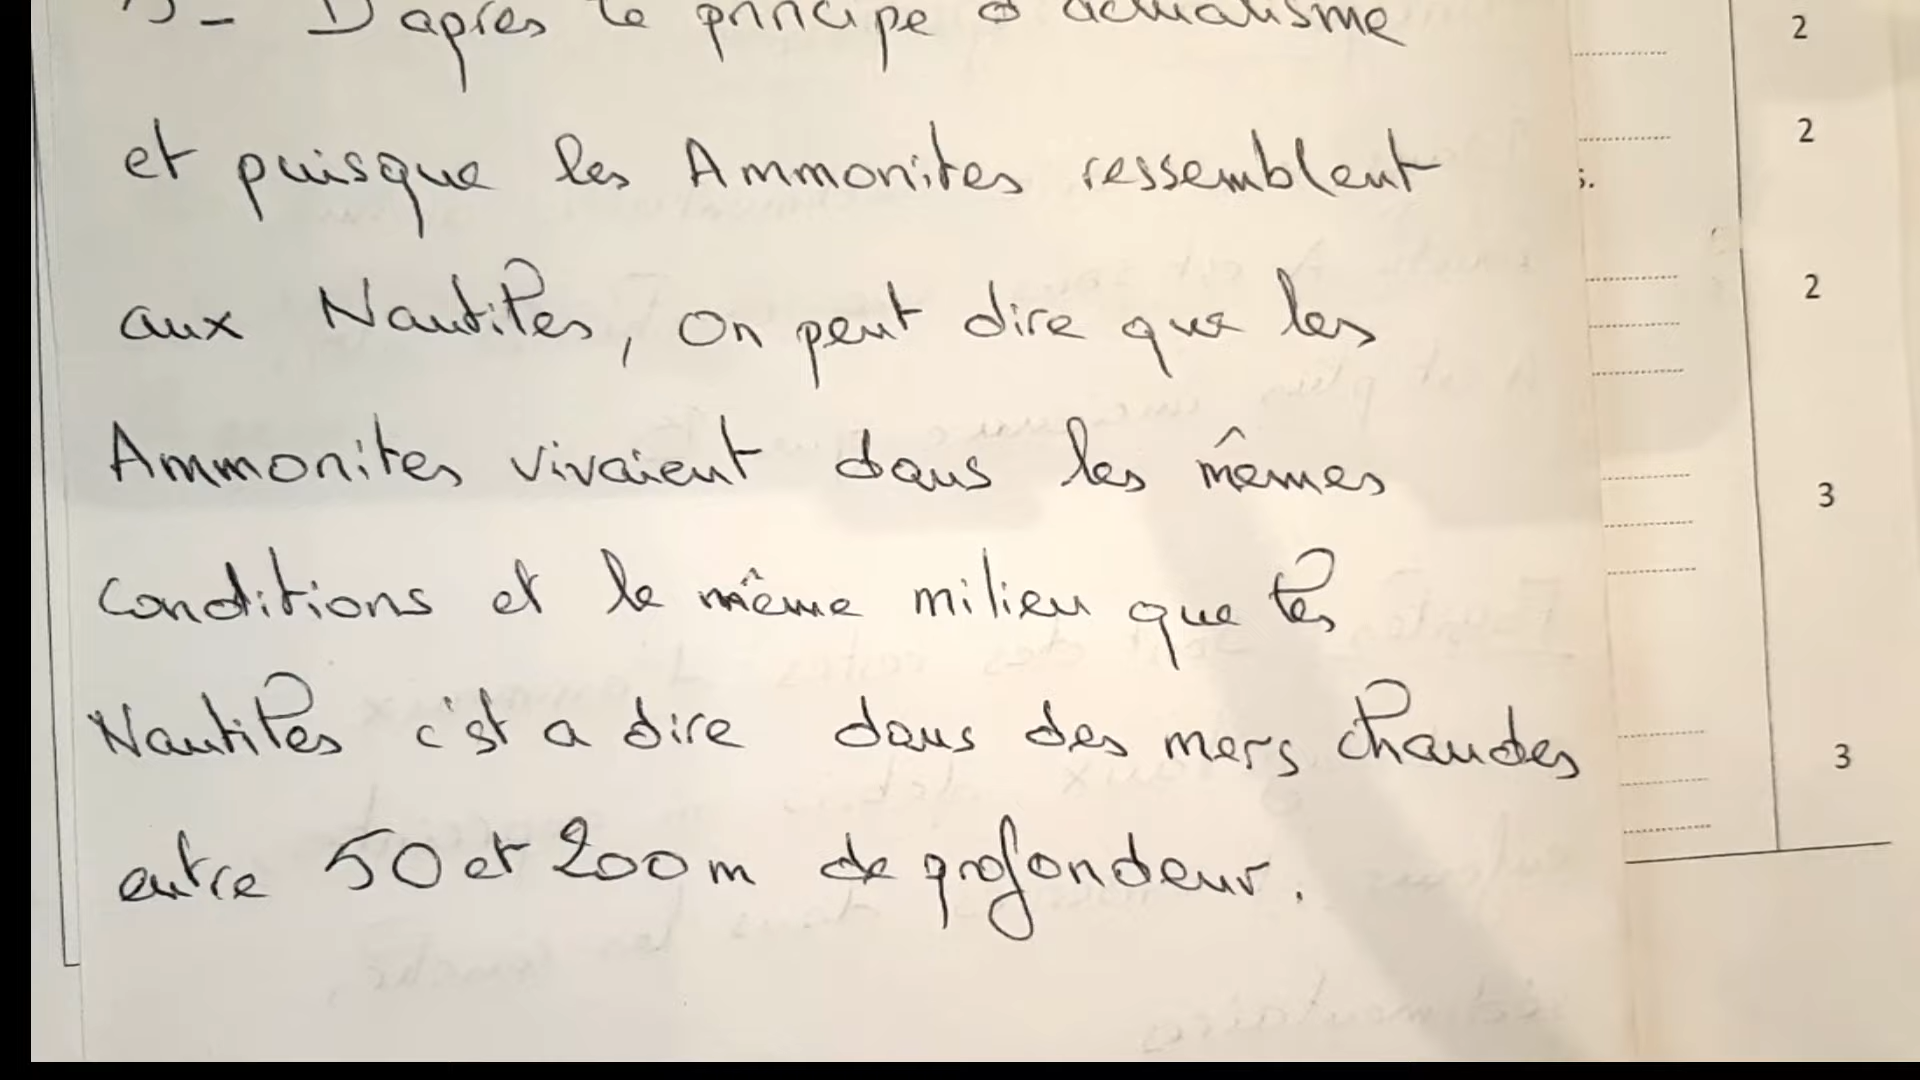 - D'après le principe d'actualisme
et puisque les Ammonites ressemblent
aux Nautiles, on peut dire que les
Ammonites vivaient dans les mêmes
conditions et le même milieu que les
Nautiles c'est a dire dans des mers chaudes
entre 50 et 200 m de profondeur.
2
2
s.
2
3
3